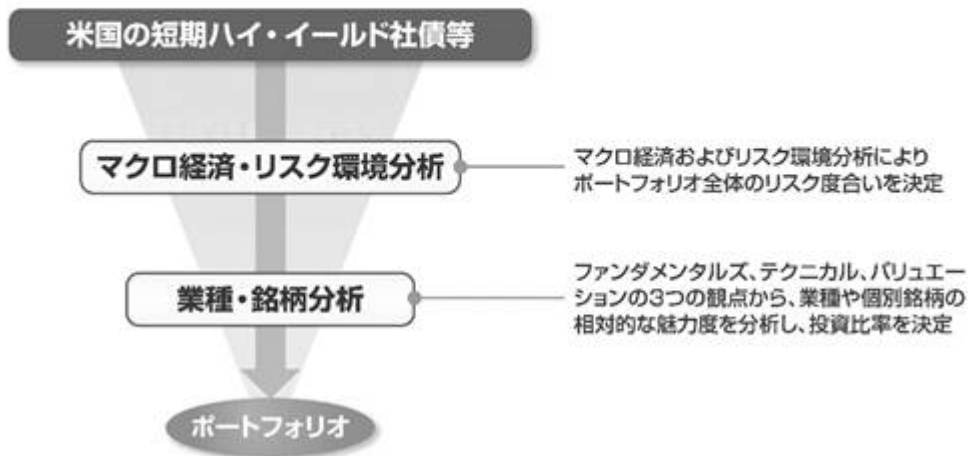 米国の短期ハイ・イールド社債等
マクロ経済・リスク環境分析
マクロ経済およびリスク環境分析により
ポートフォリオ全体のリスク度合いを決定
業種・銘柄分析
ファンダメンタルズ、テクニカル、バリュエー
ションの3つの観点から、業種や個別銘柄の
相対的な魅力度を分析し、投資比率を決定
ポートフォリオ